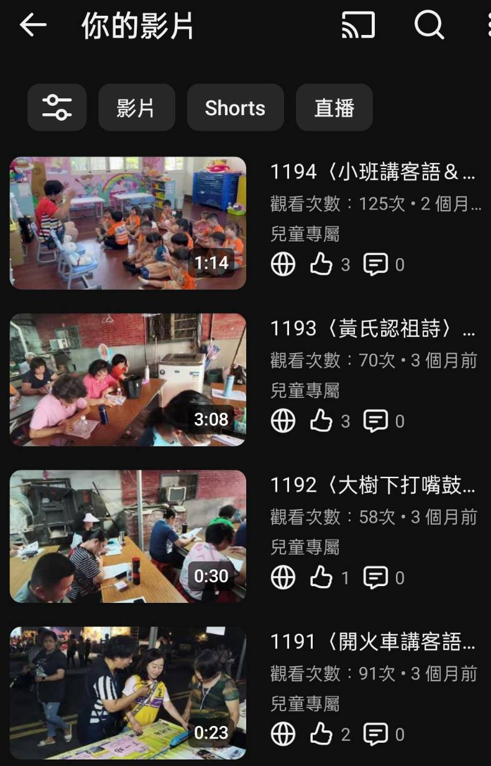 你的影片
影片
Shorts
直播
1194〈小班講客語＆...
觀看次數：125次 • 2 個月...
兒童專屬
3
0
1:14
1193〈黃氏認祖詩〉...
觀看次數：70次 • 3 個月前
兒童專屬
3
0
3:08
1192〈大樹下打嘴鼓...
觀看次數：58次 • 3 個月前
兒童專屬
1
0
0:30
1191〈開火車講客語...
觀看次數：91次 • 3 個月前
兒童專屬
2
0
0:23